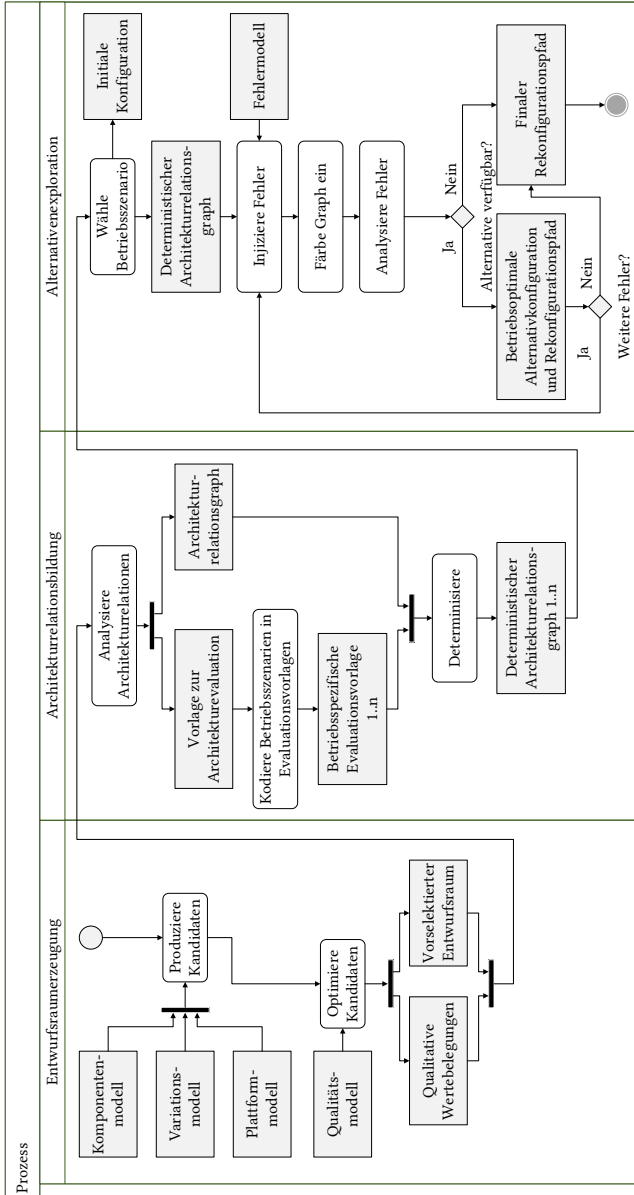 Prozess
Entwurfsraumerzeugung
Komponenten-
modell
Variations-
modell
Plattform-
modell
Qualitäts-
modell
Produziere
Kandidaten
Optimiere
Kandidaten
Qualitative
Wertebelegungen
Vorselektierter
Entwurfsraum
Architekturrelationsbildung
Analysiere
Architekturrelationen
Vorlage zur
Architekturevaluation
Architektur-
relationsgraph
Kodiere Betriebsszenarien in
Evaluationsvorlagen
Betriebsspezifische
Evaluationsvorlage
1..n
Determinisiere
Deterministischer
Architekturrelations-
graph 1..n
Alternativenexploration
Wähle
Betriebsszenario
Initiale
Konfiguration
Deterministischer
Architekturrelations-
graph
Fehlermodell
Injiziere Fehler
Färbe Graph ein
Analysiere Fehler
Ja
Nein
Alternative verfügbar?
Betriebsoptimale
Alternativkonfiguration
und Rekonfigurationspfad
Finaler
Rekonfigurationspfad
Ja
Nein
Weitere Fehler?